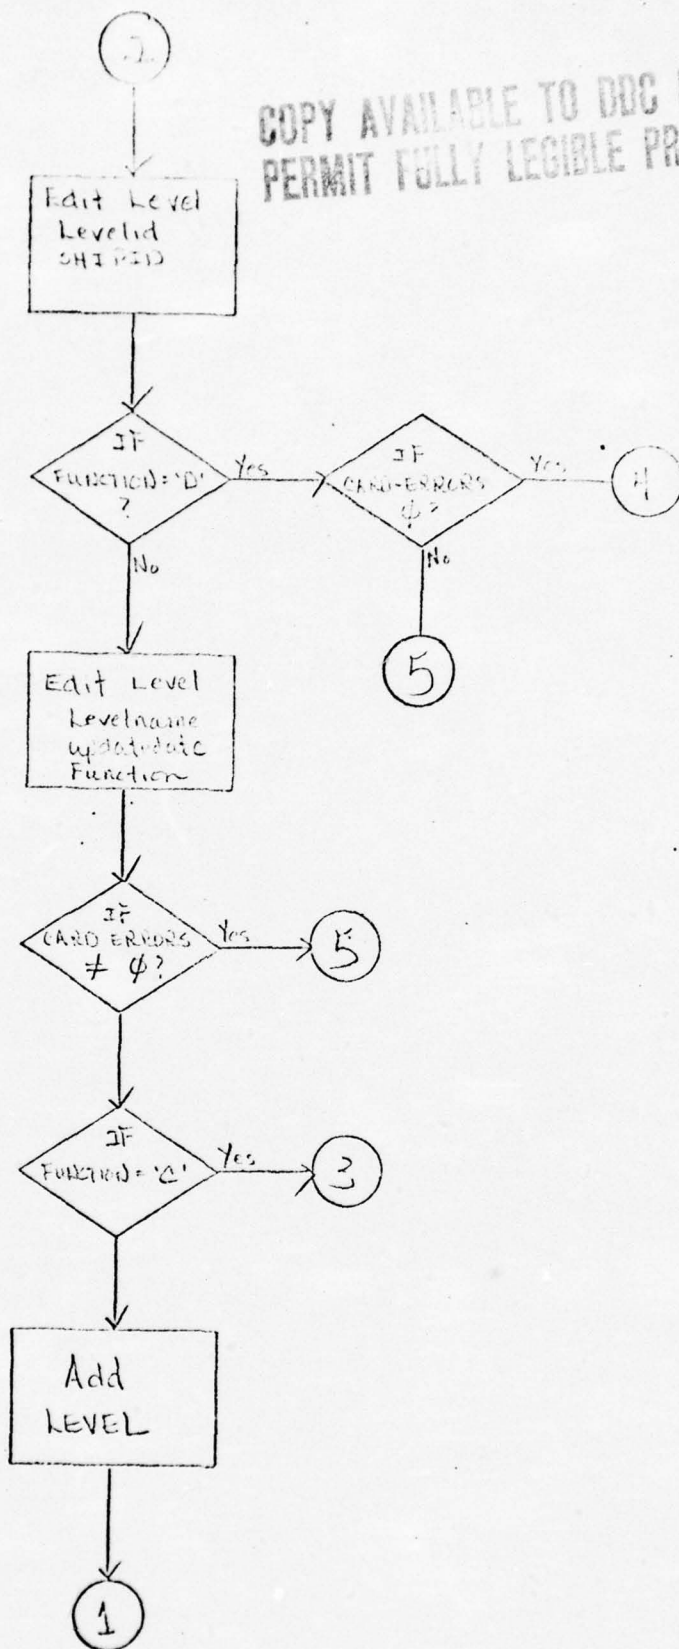 2
COPY AVAILABLE TO DDC
PERMIT FULLY LEGIBLE PR
Edit Level
Levelid
SHIPID
IF
FUNCTION='D'
?
Yes
IF
CARD-ERRORS
φ?
Yes
4
No
No
5
Edit Level
Levelname
updatedate
Function
IF
CARD ERRORS
≠ φ?
Yes
5
IF
FUNCTION='C'
Yes
3
Add
LEVEL
1